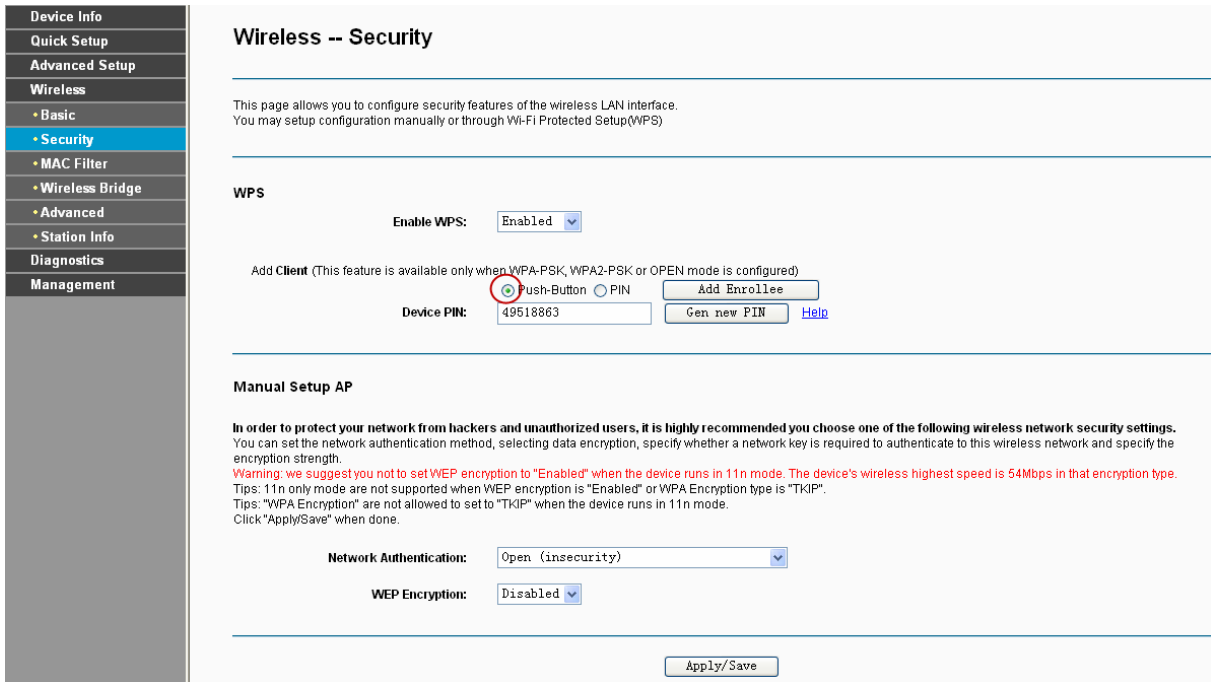 Device Info
Quick Setup
Advanced Setup
Wireless
• Basic
• Security
• MAC Filter
• Wireless Bridge
• Advanced
• Station Info
Diagnostics
Management
Wireless -- Security
This page allows you to configure security features of the wireless LAN interface.
You may setup configuration manually or through Wi-Fi Protected Setup(WPS)
WPS
Enable WPS: Enabled
Add Client (This feature is available only when WPA-PSK, WPA2-PSK or OPEN mode is configured)
Push-Button PIN Add Enrollee
Device PIN: 49518863 Gen new PIN Help
Manual Setup AP
In order to protect your network from hackers and unauthorized users, it is highly recommended you choose one of the following wireless network security settings.
You can set the network authentication method, selecting data encryption, specify whether a network key is required to authenticate to this wireless network and specify the
encryption strength.
Warning: we suggest you not to set WEP encryption to "Enabled" when the device runs in 11n mode. The device's wireless highest speed is 54Mbps in that encryption type.
Tips: 11n only mode are not supported when WEP encryption is "Enabled" or WPA Encryption type is "TKIP".
Tips: "WPA Encryption" are not allowed to set to "TKIP" when the device runs in 11n mode.
Click "Apply/Save" when done.
Network Authentication: Open (insecurity)
WEP Encryption: Disabled
Apply/Save